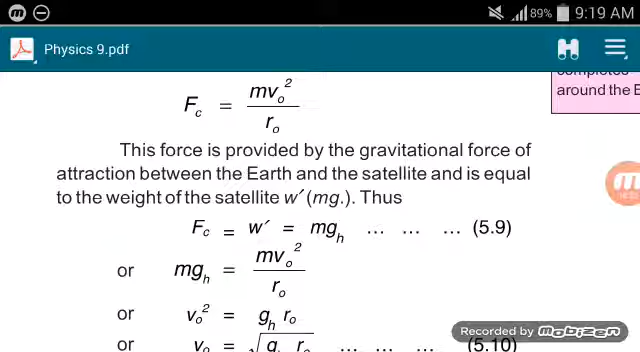 89% 9:19 AM
Physics 9.pdf
completes
around the E
F_c = mv_o^2 / r_o
This force is provided by the gravitational force of
attraction between the Earth and the satellite and is equal
to the weight of the satellite w′(mg.). Thus
F_c = w′ = mg_h ... ... ... (5.9)
or mg_h = mv_o^2 / r_o
or v_o^2 = g_h r_o
or v_o = √g_h r_o ... ... ... (5.10)
Recorded by mobizen